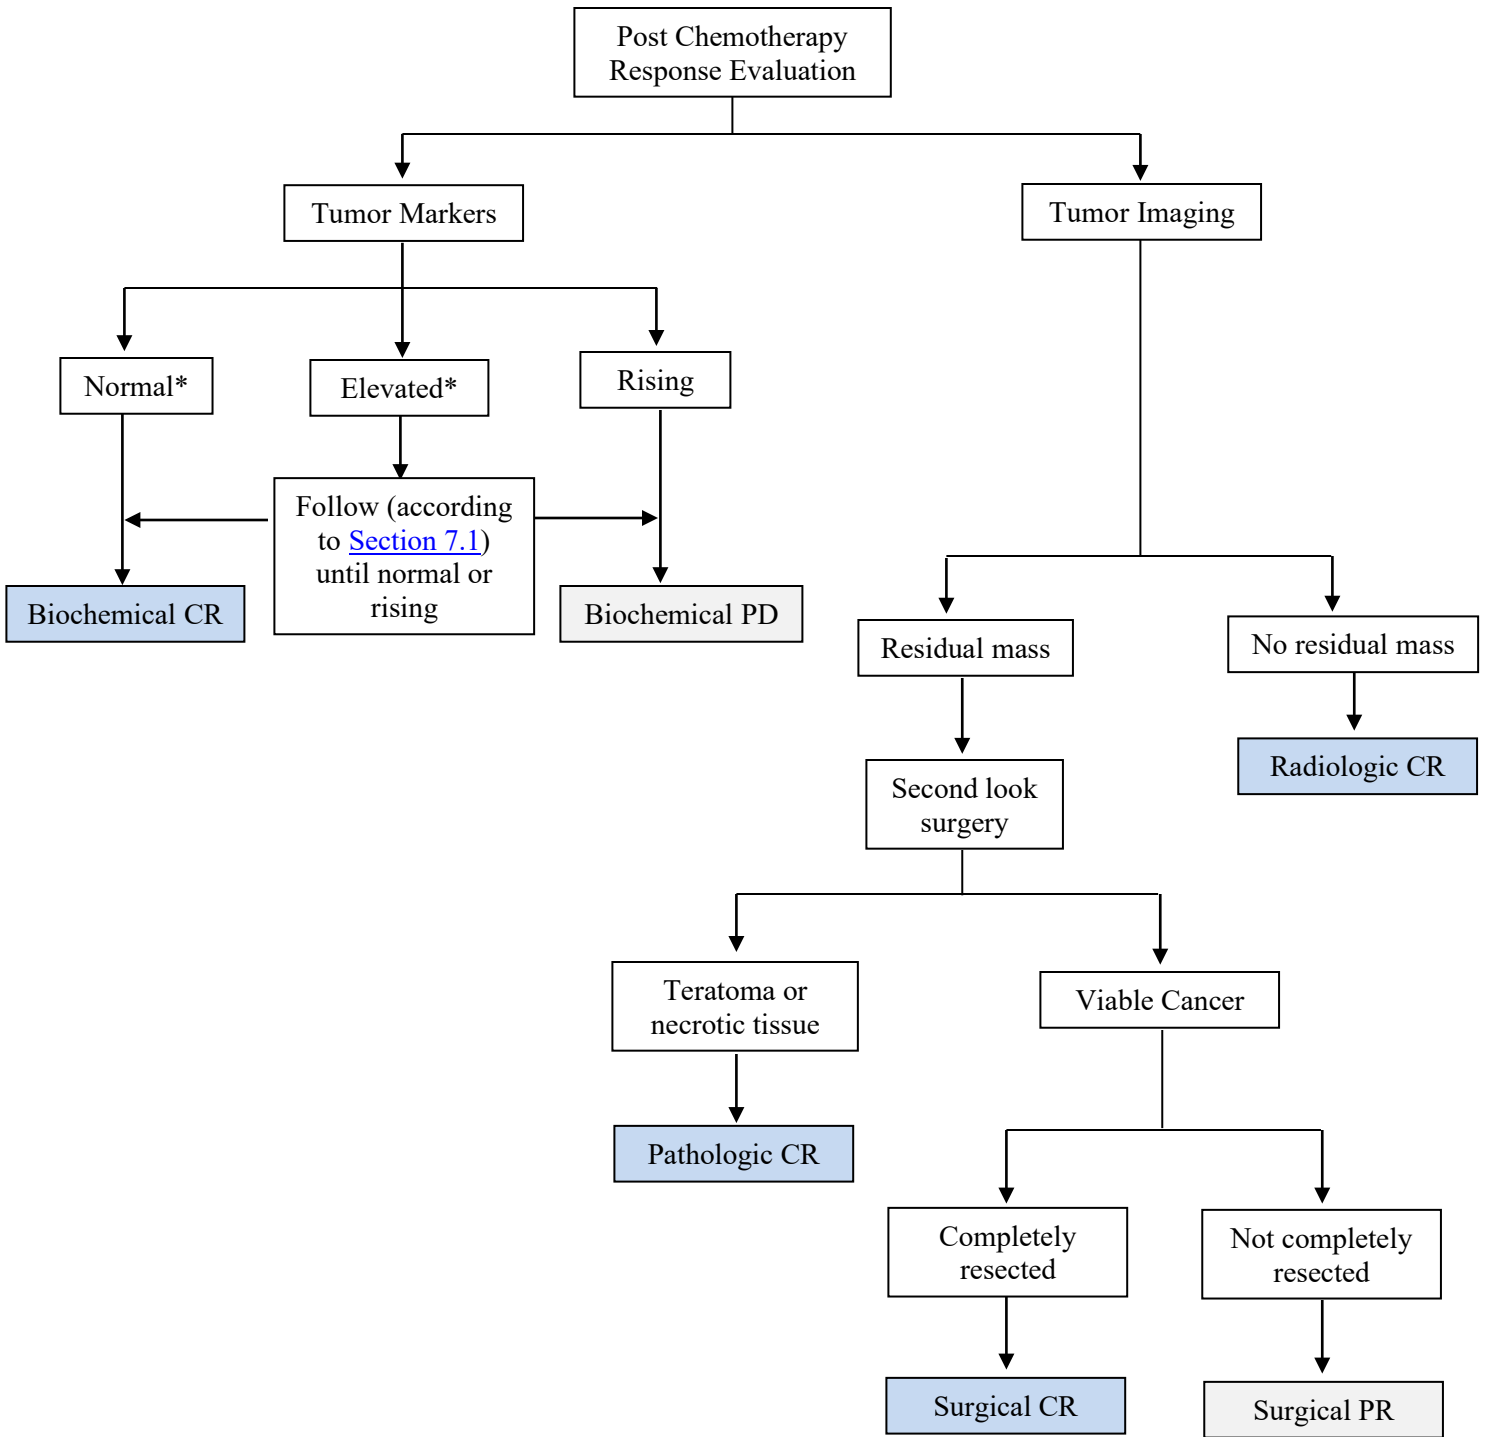 Post Chemotherapy
Response Evaluation
Tumor Markers
Tumor Imaging
Normal*
Elevated*
Rising
Follow (according
to Section 7.1)
until normal or
rising
Biochemical CR
Biochemical PD
Residual mass
No residual mass
Radiologic CR
Second look
surgery
Teratoma or
necrotic tissue
Viable Cancer
Pathologic CR
Completely
resected
Not completely
resected
Surgical CR
Surgical PR